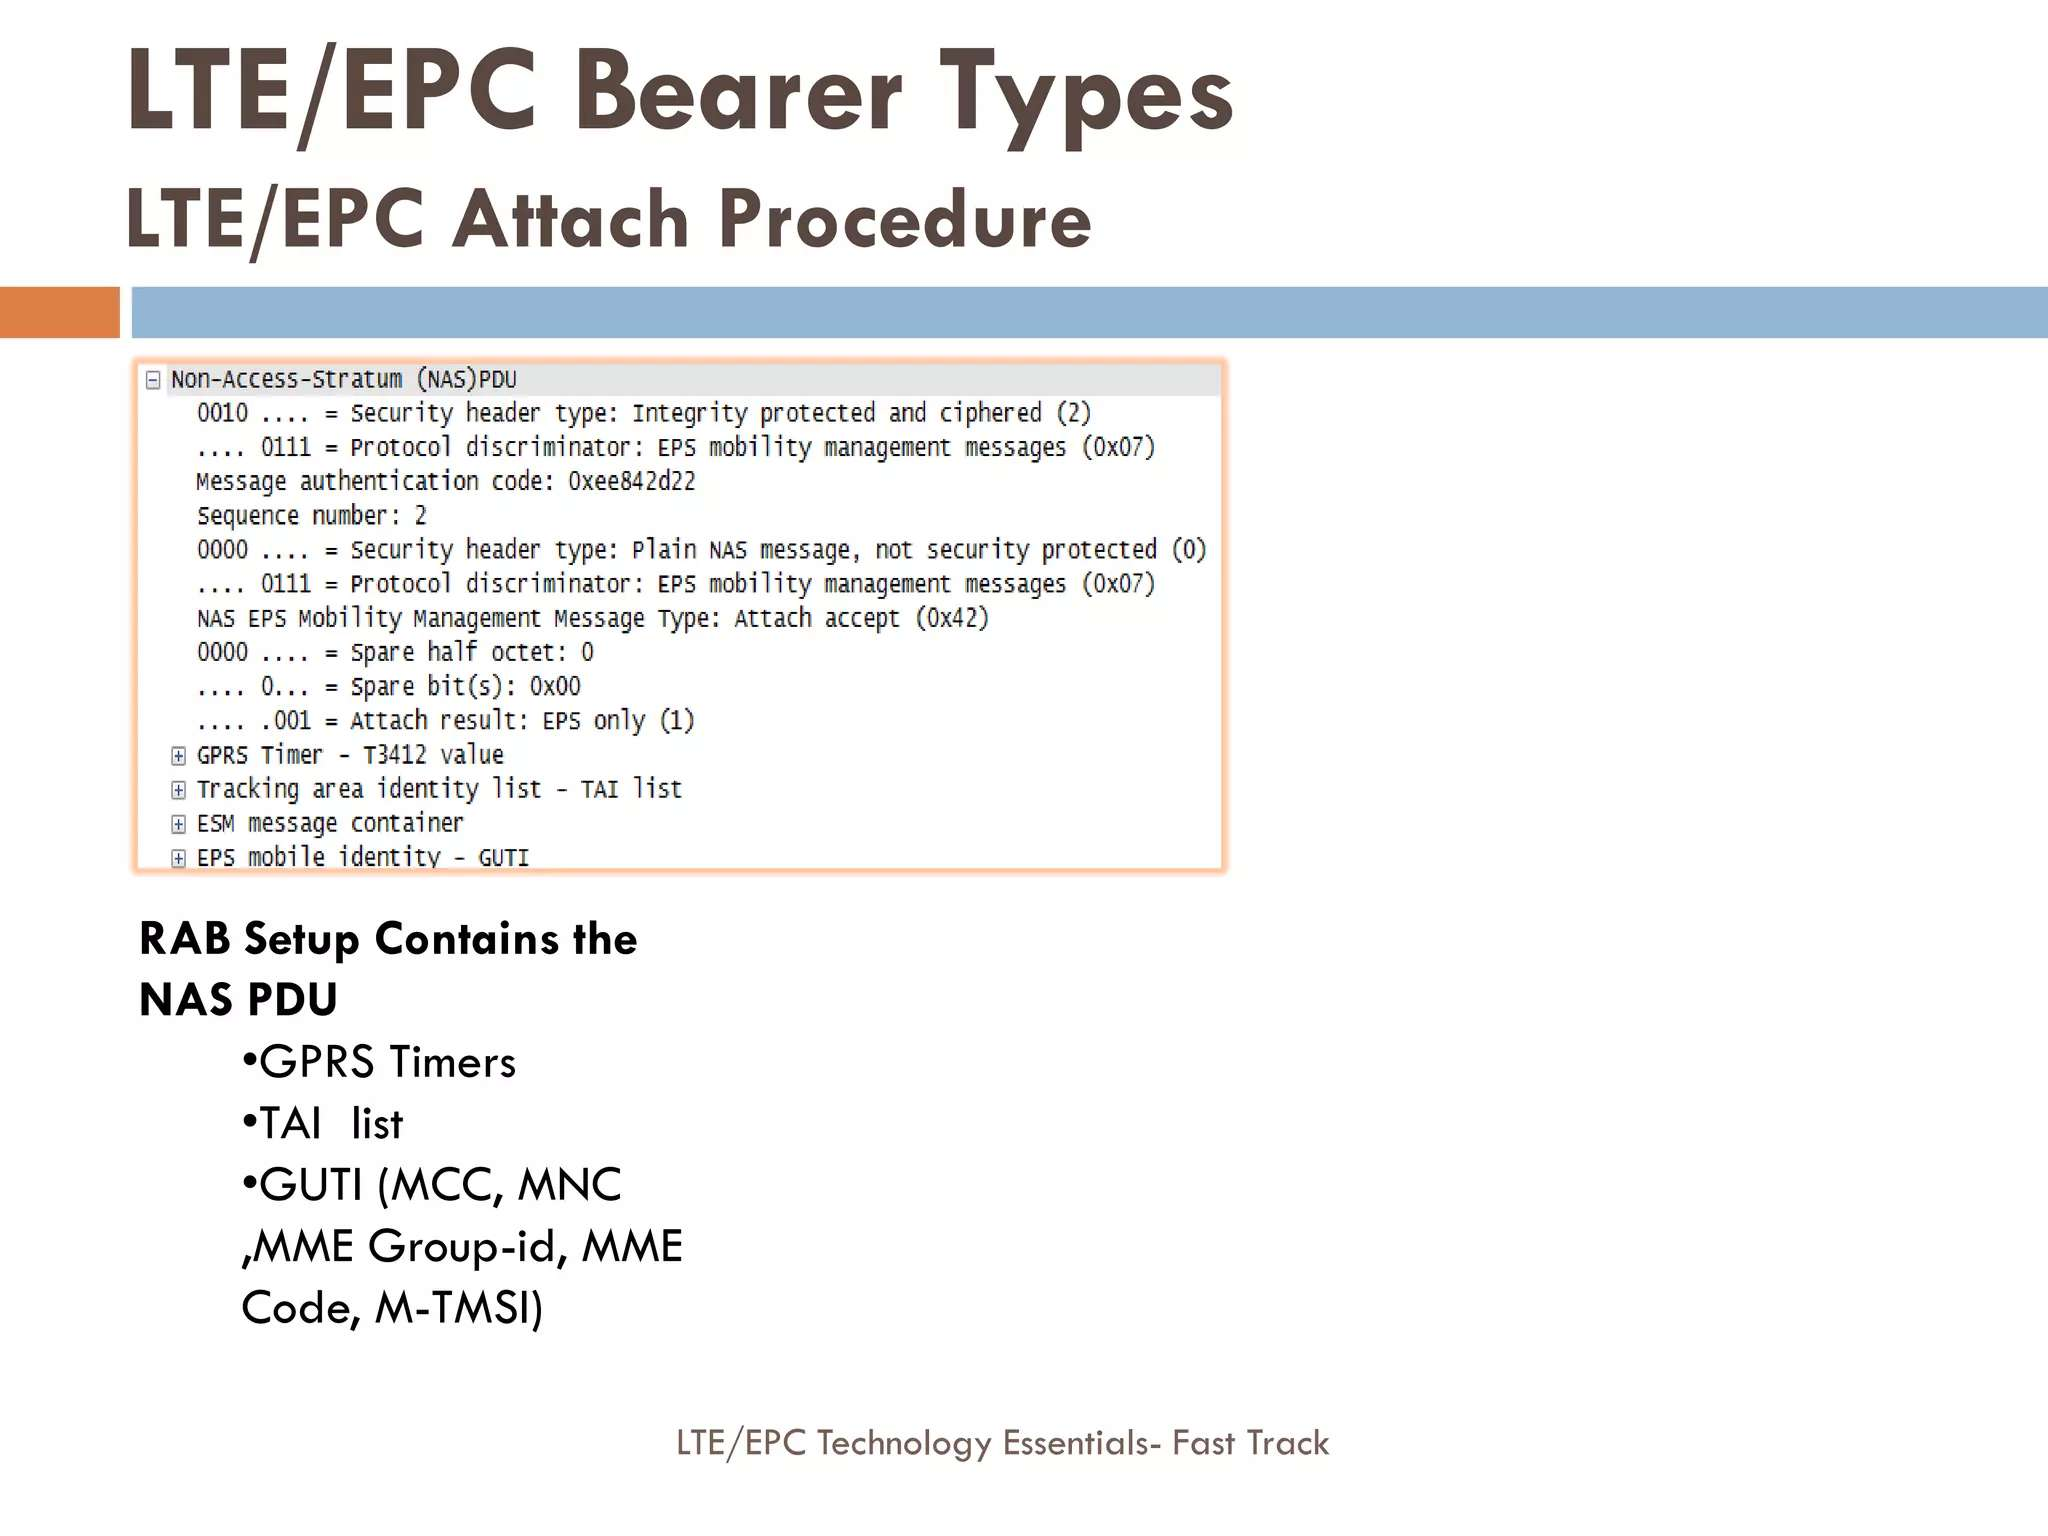 LTE/EPC Bearer Types
LTE/EPC Attach Procedure
Non-Access-Stratum (NAS)PDU
0010 .... = Security header type: Integrity protected and ciphered (2)
.... 0111 = Protocol discriminator: EPS mobility management messages (0x07)
Message authentication code: 0xee842d22
Sequence number: 2
0000 .... = Security header type: Plain NAS message, not security protected (0)
.... 0111 = Protocol discriminator: EPS mobility management messages (0x07)
NAS EPS Mobility Management Message Type: Attach accept (0x42)
0000 .... = Spare half octet: 0
.... 0... = Spare bit(s): 0x00
.... .001 = Attach result: EPS only (1)
GPRS Timer - T3412 value
Tracking area identity list - TAI list
ESM message container
EPS mobile identity - GUTI
RAB Setup Contains the
NAS PDU
•GPRS Timers
•TAI  list
•GUTI (MCC, MNC
,MME Group-id, MME
Code, M-TMSI)
LTE/EPC Technology Essentials- Fast Track